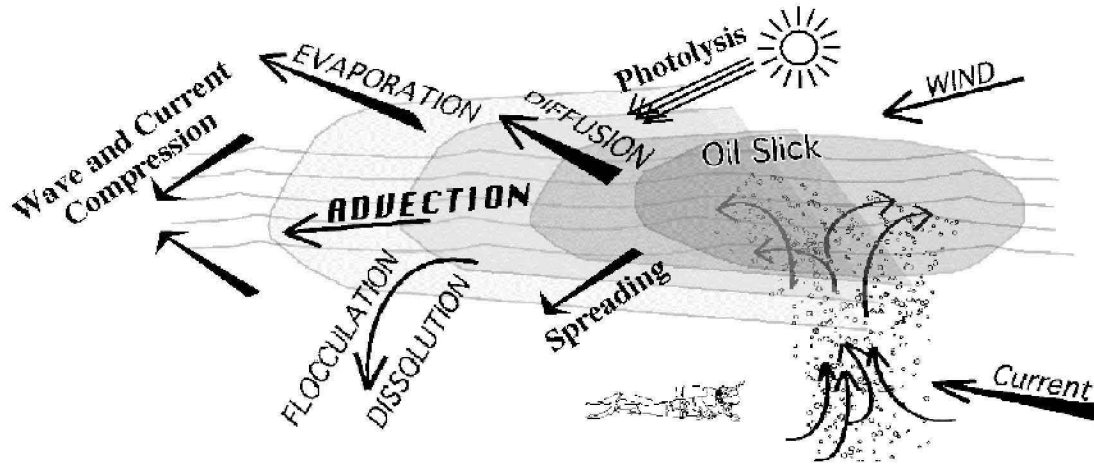 EVAPORATION
Photolysis
WIND
Wave and Current
Compression
DIFFUSION
Oil Slick
ADVECTION
FLOCCULATION
DISSOLUTION
Spreading
Current